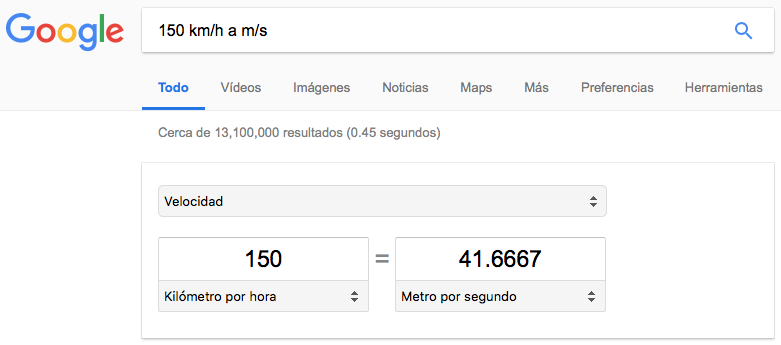 Google
150 km/h a m/s
Todo Vídeos Imágenes Noticias Maps Más Preferencias Herramientas
Cerca de 13,100,000 resultados (0.45 segundos)
Velocidad
150 = 41.6667
Kilómetro por hora Metro por segundo